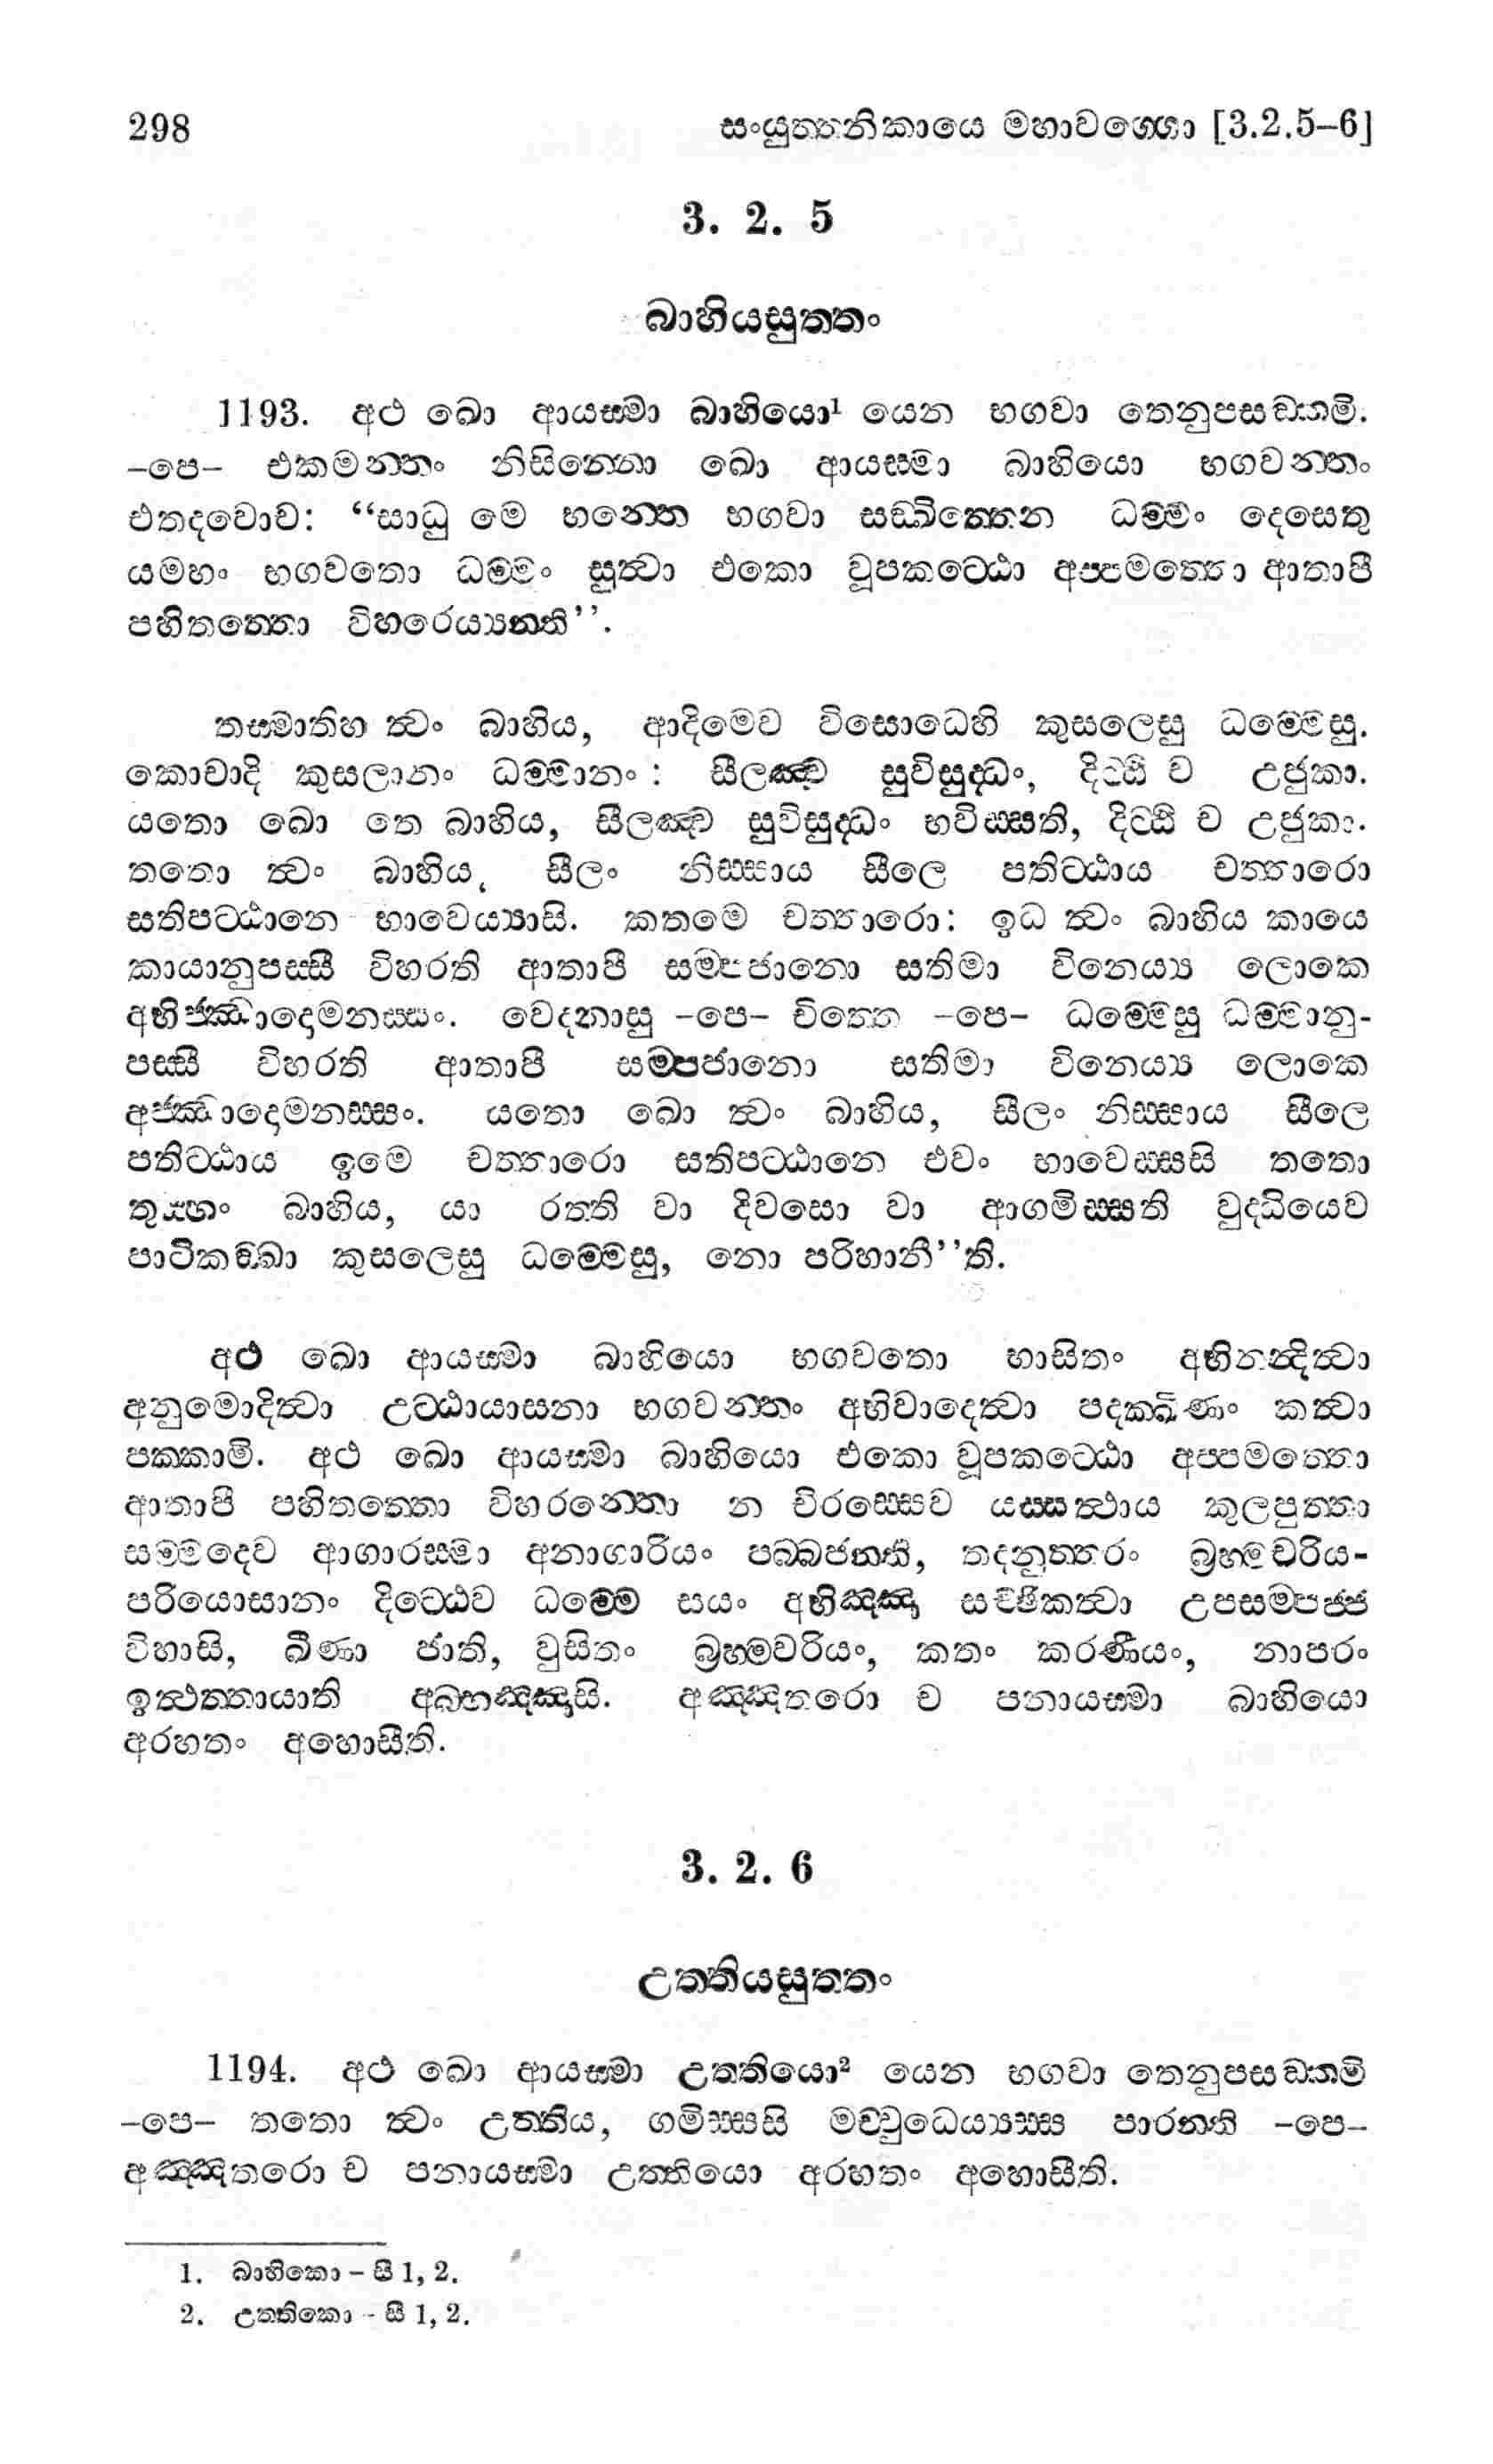 298 සංයුත්තනිකායෙ මහාවග්ගො [3.2.5–6]
3. 2. 5
බාහියසුත්තං
1193. අථ ඛො ආයස්මා බාහියො¹ යෙන භගවා තෙනුපසඞ්කමි.
–පෙ– එකමන්තං නිසින්නො ඛො ආයස්මා බාහියො භගවන්තං
එතදවොච: “සාධු මෙ භන්තෙ භගවා සඞ්ඛිත්තෙන ධම්මං දෙසෙතු
යමහං භගවතො ධම්මං සුත්වා එකො වූපකට්ඨො අප්පමත්තො ආතාපී
පහිතත්තො විහරෙය්‍යන්ති’’.
තස්මාතිහ ත්වං බාහිය, ආදිමෙව විසොධෙහි කුසලෙසු ධම්මෙසු.
කොචාදි කුසලානං ධම්මානං: සීලඤ්ච සුවිසුද්ධං, දිට්ඨි ච උජුකා.
යතො ඛො තෙ බාහිය, සීලඤ්ච සුවිසුද්ධං භවිස්සති, දිට්ඨි ච උජුකා.
තතො ත්වං බාහිය, සීලං නිස්සාය සීලෙ පතිට්ඨාය චත්තාරො
සතිපට්ඨානෙ භාවෙය්‍යාසි. කතමෙ චත්තාරො: ඉධ ත්වං බාහිය කායෙ
කායානුපස්සී විහරති ආතාපී සම්පජානො සතිමා විනෙය්‍ය ලොකෙ
අභිජ්ඣාදොමනස්සං. වෙදනාසු –පෙ– චිත්තෙ –පෙ– ධම්මෙසු ධම්මානු-
පස්සී විහරති ආතාපී සම්පජානො සතිමා විනෙය්‍ය ලොකෙ
අජ්ඣාදොමනස්සං. යතො ඛො ත්වං බාහිය, සීලං නිස්සාය සීලෙ
පතිට්ඨාය ඉමෙ චත්තාරො සතිපට්ඨානෙ එවං භාවෙස්සසි තතො
තුය්හං බාහිය, යා රත්ති වා දිවසො වා ආගමිස්සති වුද්ධියෙව
පාටිකඞ්ඛා කුසලෙසු ධම්මෙසු, නො පරිහානී’’ති.
අථ ඛො ආයස්මා බාහියො භගවතො භාසිතං අභිනන්දිත්වා
අනුමොදිත්වා උට්ඨායාසනා භගවන්තං අභිවාදෙත්වා පදක්ඛිණං කත්වා
පක්කාමි. අථ ඛො ආයස්මා බාහියො එකො වූපකට්ඨො අප්පමත්තො
ආතාපී පහිතත්තො විහරන්තො න චිරස්සෙව යස්සත්ථාය කුලපුත්තා
සම්මදෙව ආගාරස්මා අනාගාරියං පබ්බජන්ති, තදනුත්තරං බ්‍රහ්මචරිය-
පරියොසානං දිට්ඨෙව ධම්මෙ සයං අභිඤ්ඤා සච්ඡිකත්වා උපසම්පජ්ජ
විහාසි, ඛීණා ජාති, වුසිතං බ්‍රහ්මචරියං, කතං කරණීයං, නාපරං
ඉත්ථත්තායාති අබ්භඤ්ඤාසි. අඤ්ඤතරො ච පනායස්මා බාහියො
අරහතං අහොසීති.
3. 2. 6
උත්තියසුත්තං
1194. අථ ඛො ආයස්මා උත්තියො² යෙන භගවා තෙනුපසඞ්කමි
–පෙ– තතො ත්වං උත්තිය, ගමිස්සසි මච්චුධෙය්‍යස්ස පාරන්ති –පෙ–
අඤ්ඤතරො ච පනායස්මා උත්තියො අරහතං අහොසීති.
1. බාහිකො – සී 1, 2.
2. උත්තිකො - සී 1, 2.